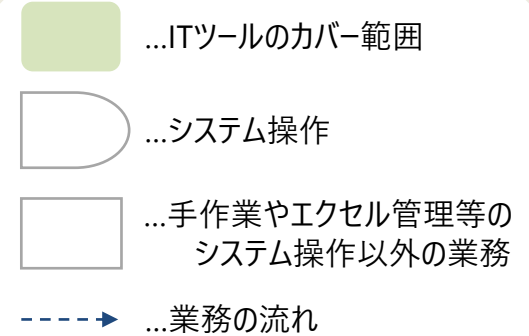 ...ITツールのカバー範囲
...システム操作
...手作業やエクセル管理等の
システム操作以外の業務
...業務の流れ